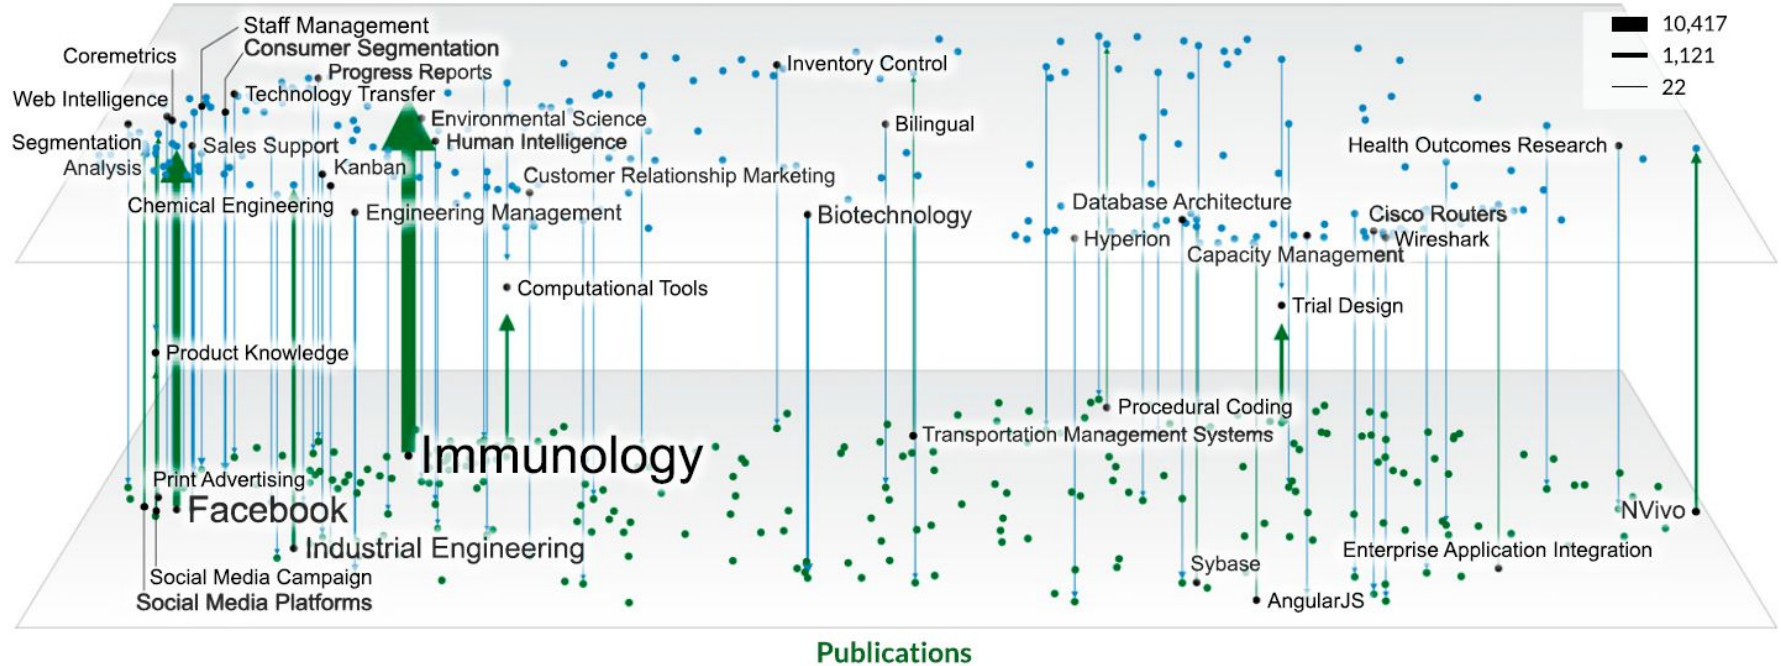 Staff Management
Consumer Segmentation
Coremetrics
Progress Reports
Web Intelligence
Technology Transfer
Segmentation
Analysis
Sales Support
Kanban
Chemical Engineering
Environmental Science
Human Intelligence
Customer Relationship Marketing
Engineering Management
Inventory Control
Bilingual
Biotechnology
10,417
1,121
22
Health Outcomes Research
Database Architecture
Hyperion
Cisco Routers
Wireshark
Capacity Management
Computational Tools
Trial Design
Product Knowledge
Procedural Coding
Transportation Management Systems
Immunology
Print Advertising
Facebook
NVivo
Industrial Engineering
Enterprise Application Integration
Sybase
Social Media Campaign
Social Media Platforms
AngularJS
Publications